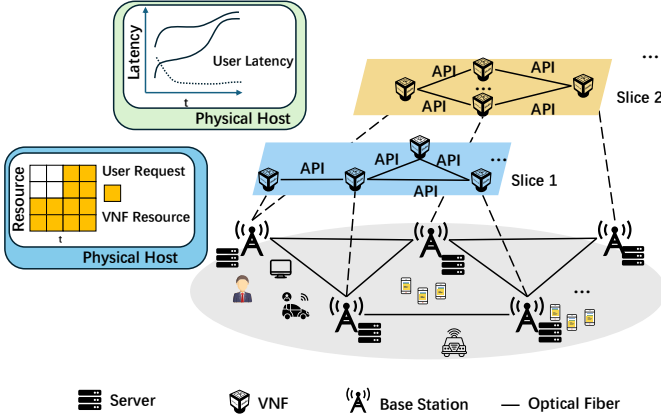 Latency
User Latency
t
Physical Host
API
API
...
API
API
...
Slice 2
Resource
User Request
VNF Resource
t
Physical Host
API
API
API
API
...
Slice 1
...
Server
VNF
Base Station
Optical Fiber